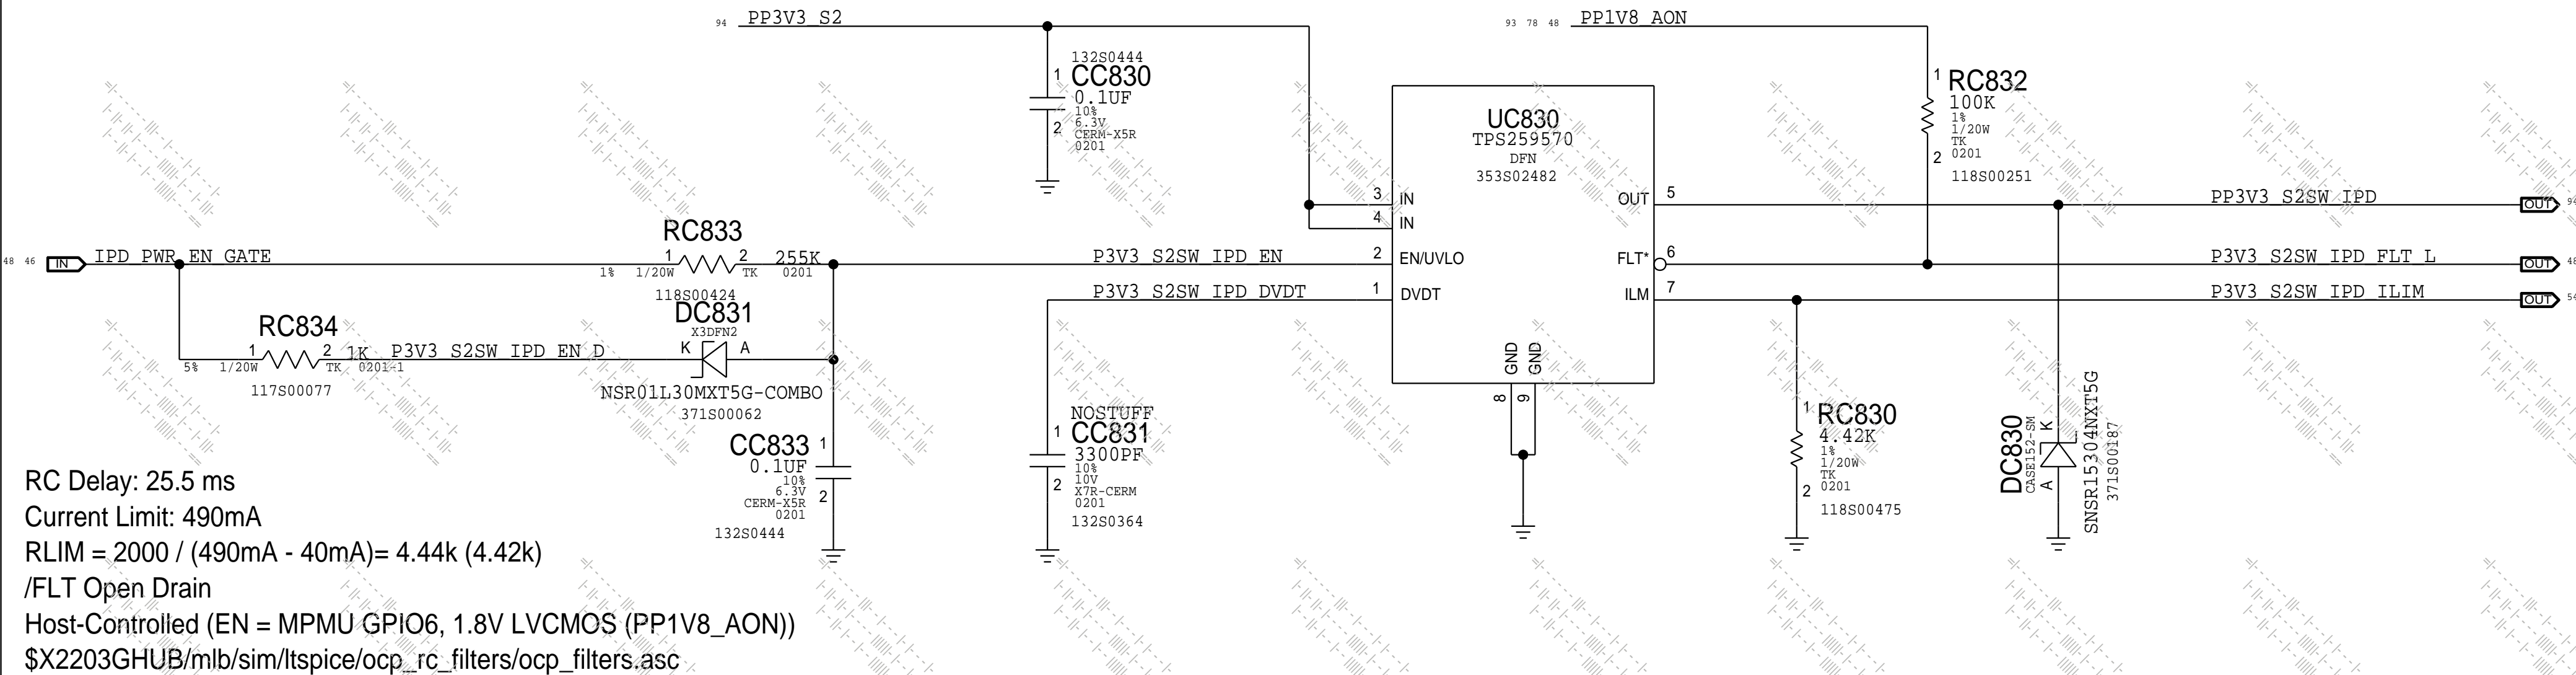 94 PP3V3_S2
93 78 48 PP1V8_AON
132S0444
1 CC830
0.1UF
10%
6.3V
2 CERM-X5R
0201
1 RC832
100K
1%
1/20W
TK
2 0201
118S00251
UC830
TPS259570
DFN
353S02482
3 IN
4 IN
2 EN/UVLO
1 DVDT
OUT 5
FLT* 6
ILM 7
GND GND
8 9
PP3V3_S2SW_IPD OUT
P3V3_S2SW_IPD_FLT_L OUT
P3V3_S2SW_IPD_ILIM OUT
48 46 IN IPD_PWR_EN_GATE
RC833
1 2 255K
1% 1/20W TK 0201
118S00424
P3V3_S2SW_IPD_EN
P3V3_S2SW_IPD_DVDT
DC831
X3DFN2
K A
NSR01L30MXT5G-COMBO
371S00062
RC834
1 2 1K P3V3_S2SW_IPD_EN_D
5% 1/20W TK 0201-1
117S00077
CC833 1
0.1UF
10%
6.3V 2
CERM-X5R
0201
132S0444
NOSTUFF
1 CC831
3300PF
10%
10V
2 X7R-CERM
0201
132S0364
1 RC830
4.42K
1%
1/20W
TK
2 0201
118S00475
DC830
CASE152-SM
A K
SNSR15304NXT5G
371S00187
RC Delay: 25.5 ms
Current Limit: 490mA
RLIM = 2000 / (490mA - 40mA)= 4.44k (4.42k)
/FLT Open Drain
Host-Controlled (EN = MPMU GPIO6, 1.8V LVCMOS (PP1V8_AON))
$X2203GHUB/mlb/sim/ltspice/ocp_rc_filters/ocp_filters.asc